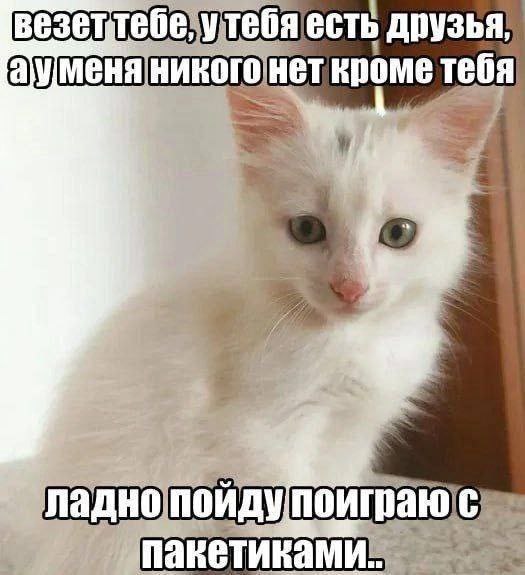 везет тебе, у тебя есть друзья,
а у меня никого нет кроме тебя
ладно пойду поиграю с
пакетиками..